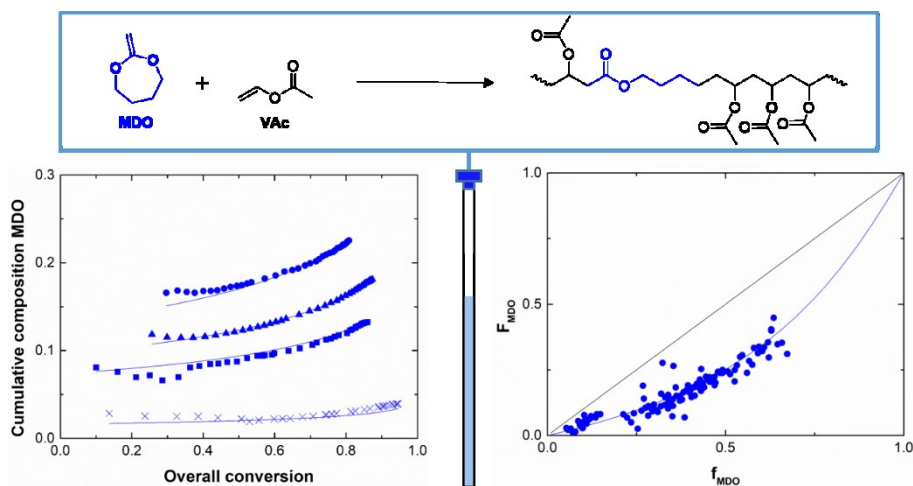 O
O
O
O
MDO
+
O
O
VAc
O
O
O
O
O
O
O
O
O
O
0.3
0.2
0.1
0.0
Cumulative composition MDO
0.0 0.2 0.4 0.6 0.8 1.0
Overall conversion
1.0
0.5
0.0
F_MDO
0.0 0.5 1.0
f_MDO